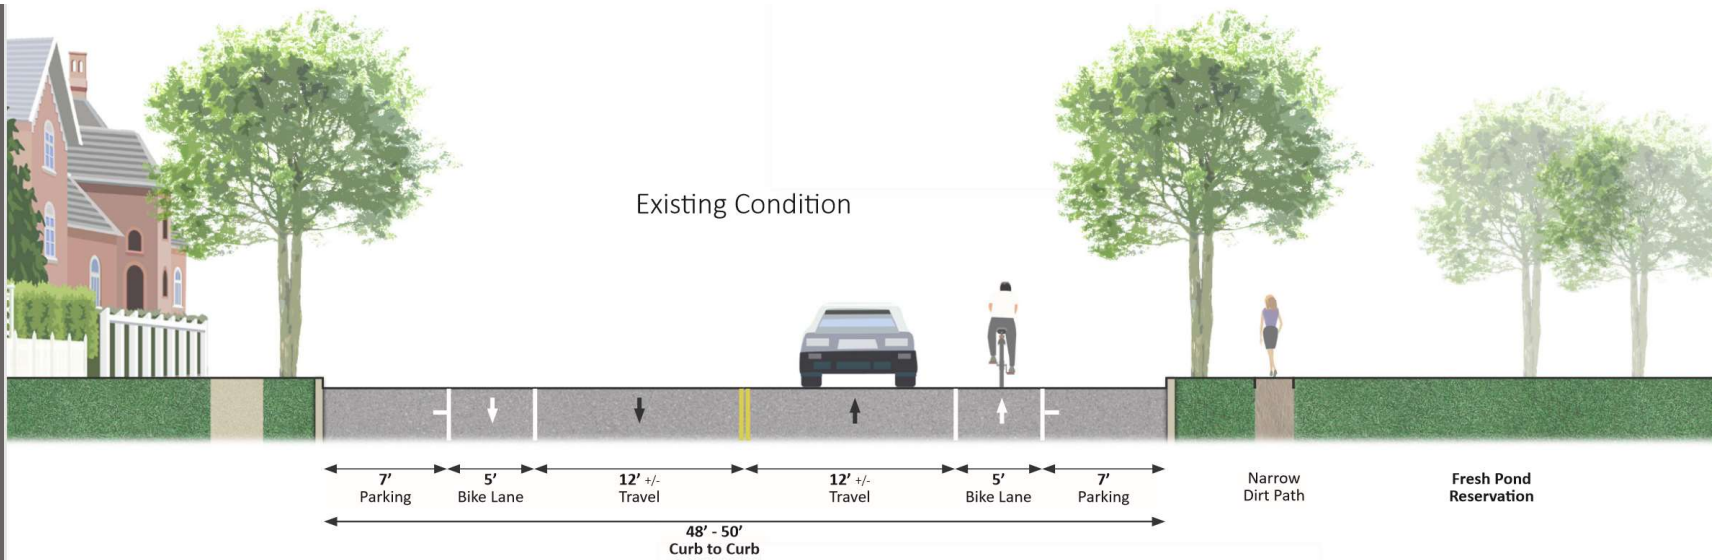 Existing Condition
7’
Parking
5’
Bike Lane
12’ +/-
Travel
12’ +/-
Travel
5’
Bike Lane
7’
Parking
Narrow
Dirt Path
Fresh Pond
Reservation
48’ - 50’
Curb to Curb